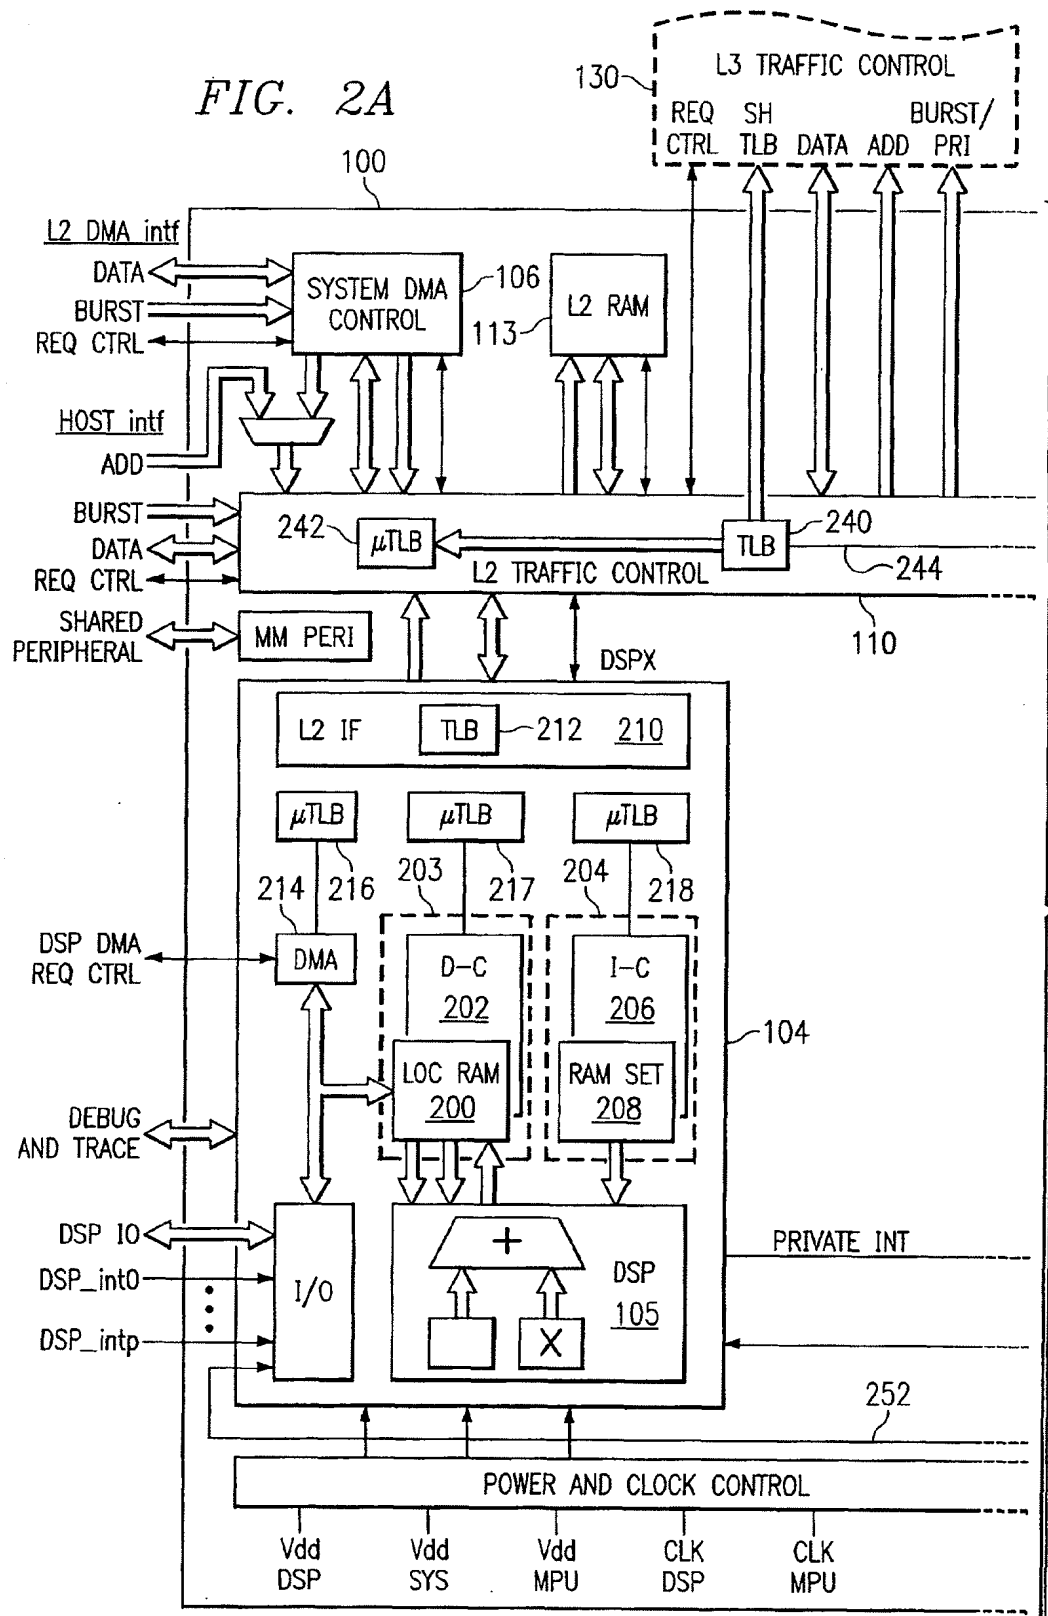 FIG. 2A
130
L3 TRAFFIC CONTROL
REQ CTRL
SH TLB
DATA
ADD
BURST/ PRI
100
L2 DMA intf
DATA
BURST
REQ CTRL
SYSTEM DMA CONTROL
106
L2 RAM
113
HOST intf
ADD
BURST
DATA
REQ CTRL
242
μTLB
TLB
240
244
L2 TRAFFIC CONTROL
110
SHARED PERIPHERAL
MM PERI
DSPX
L2 IF
TLB
212
210
μTLB
μTLB
μTLB
214
216
203
217
204
218
DSP DMA REQ CTRL
DMA
D-C
202
I-C
206
104
LOC RAM
200
RAM SET
208
DEBUG AND TRACE
DSP IO
DSP_int0
DSP_intp
I/O
+
DSP
105
X
PRIVATE INT
252
POWER AND CLOCK CONTROL
Vdd DSP
Vdd SYS
Vdd MPU
CLK DSP
CLK MPU